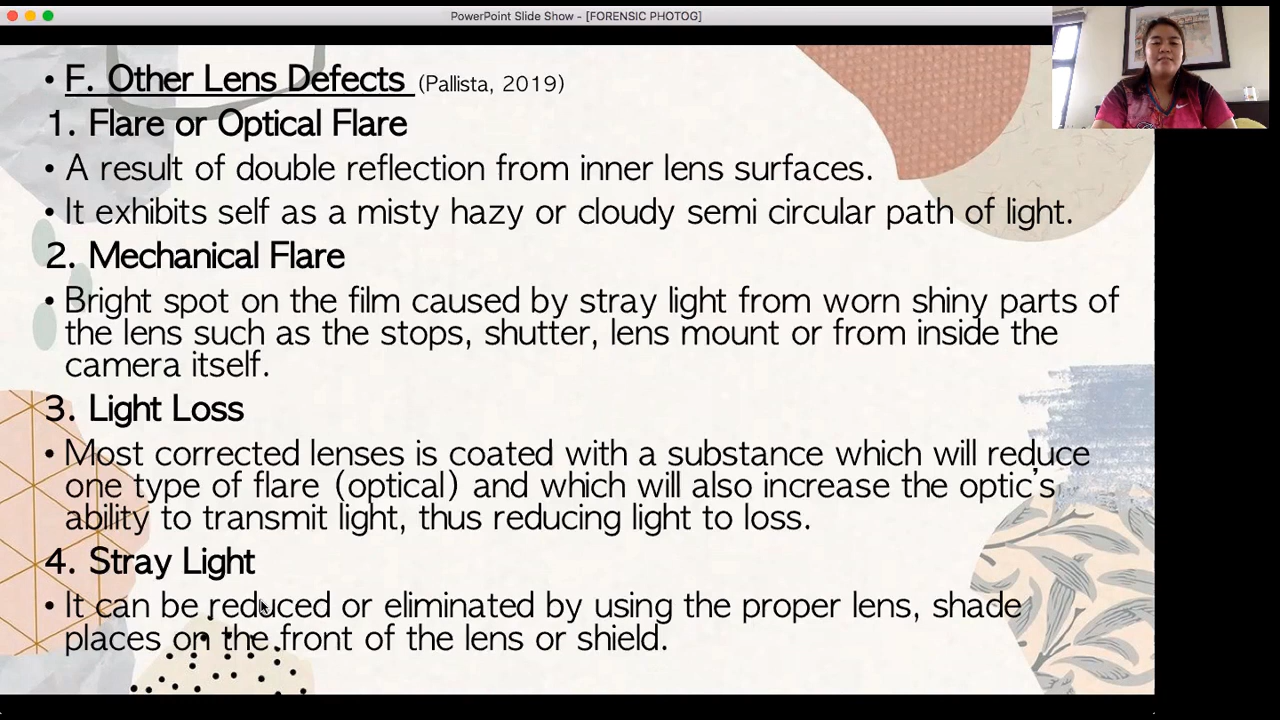 PowerPoint Slide Show - [FORENSIC PHOTOG]
• F. Other Lens Defects (Pallista, 2019)
1. Flare or Optical Flare
• A result of double reflection from inner lens surfaces.
• It exhibits self as a misty hazy or cloudy semi circular path of light.
2. Mechanical Flare
• Bright spot on the film caused by stray light from worn shiny parts of
the lens such as the stops, shutter, lens mount or from inside the
camera itself.
3. Light Loss
• Most corrected lenses is coated with a substance which will reduce
one type of flare (optical) and which will also increase the optic's
ability to transmit light, thus reducing light to loss.
4. Stray Light
• It can be reduced or eliminated by using the proper lens, shade
places on the front of the lens or shield.